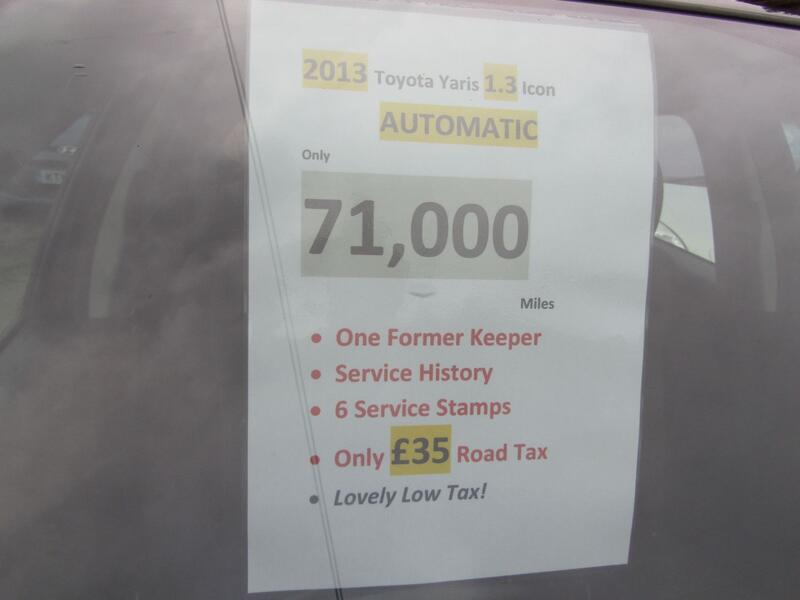 2013 Toyota Yaris 1.3 Icon
AUTOMATIC
Only
71,000
Miles
• One Former Keeper
• Service History
• 6 Service Stamps
• Only £35 Road Tax
• Lovely Low Tax!